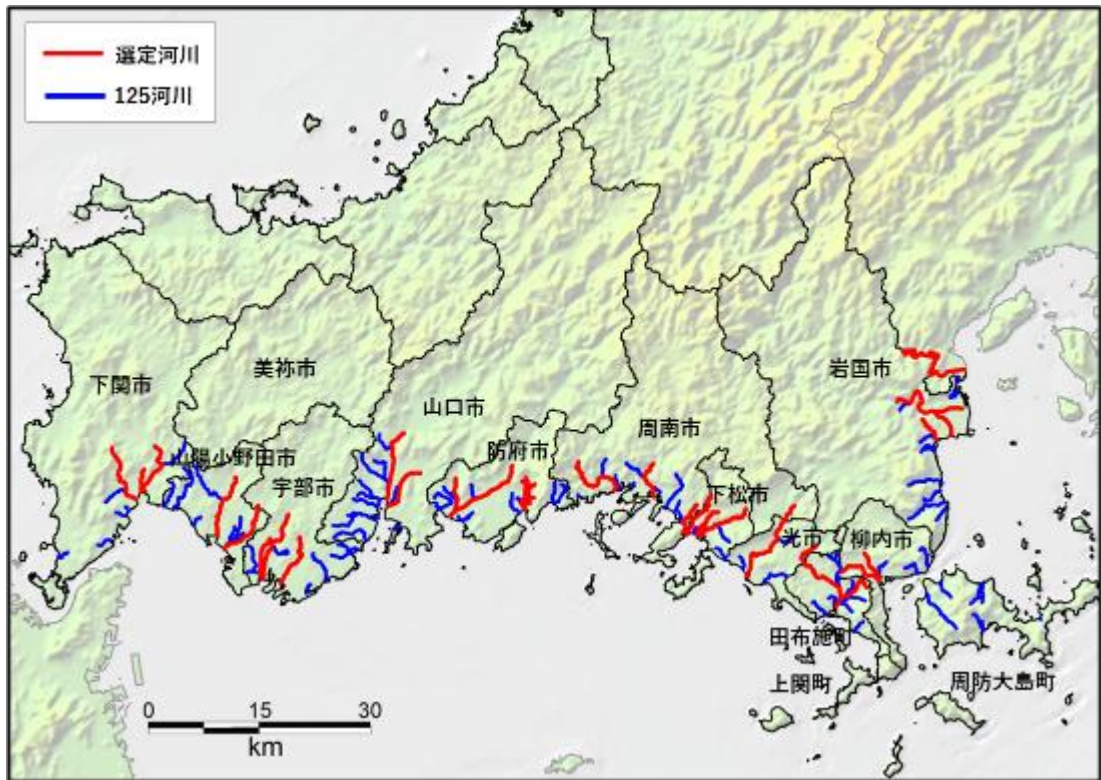 選定河川
125河川
岩国市
美祢市
下関市
山口市
周南市
防府市
山陽小野田市
宇部市
下松市
光市
柳内市
田布施町
上関町
周防大島町
0 15 30
km